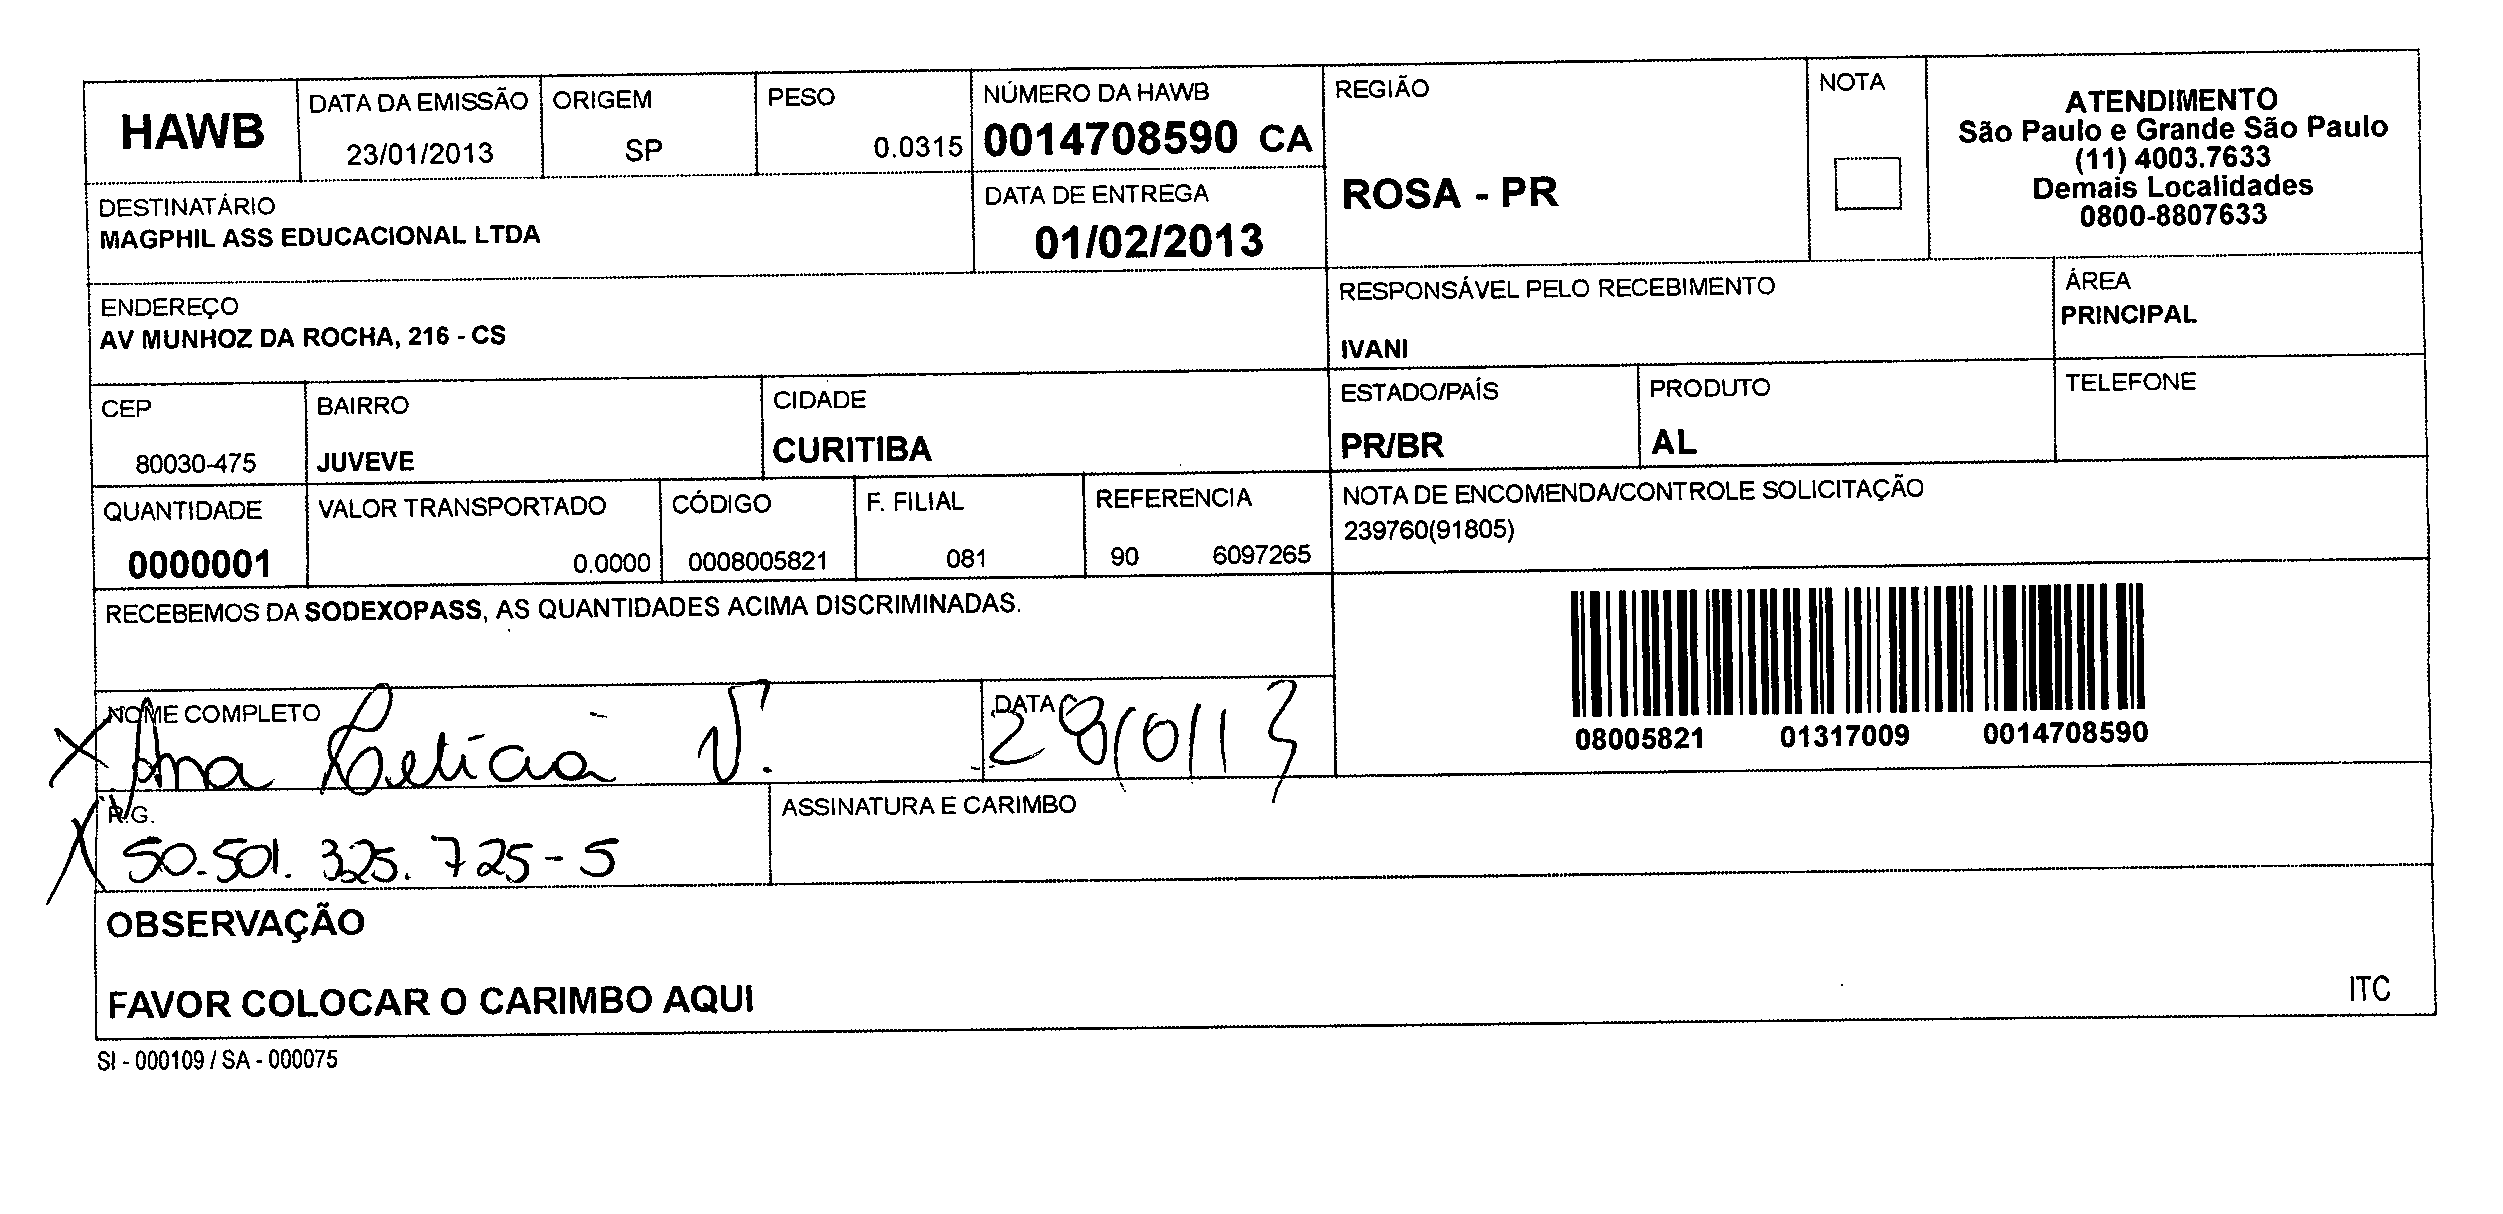 HAWB
DATA DA EMISSÃO
23/01/2013
ORIGEM
SP
PESO
0.0315
NÚMERO DA HAWB
0014708590 CA
REGIÃO
ROSA - PR
NOTA
ATENDIMENTO
São Paulo e Grande São Paulo
(11) 4003.7633
Demais Localidades
0800-8807633
DESTINATÁRIO
MAGPHIL ASS EDUCACIONAL LTDA
DATA DE ENTREGA
01/02/2013
ENDEREÇO
AV MUNHOZ DA ROCHA, 216 - CS
RESPONSÁVEL PELO RECEBIMENTO
IVANI
ÁREA
PRINCIPAL
CEP
80030-475
BAIRRO
JUVEVE
CIDADE
CURITIBA
ESTADO/PAÍS
PR/BR
PRODUTO
AL
TELEFONE
QUANTIDADE
0000001
VALOR TRANSPORTADO
0.0000
CÓDIGO
0008005821
F. FILIAL
081
REFERENCIA
90 6097265
NOTA DE ENCOMENDA/CONTROLE SOLICITAÇÃO
239760(91805)
RECEBEMOS DA SODEXOPASS, AS QUANTIDADES ACIMA DISCRIMINADAS.
08005821 01317009 0014708590
NOME COMPLETO
Ana Letícia V.
DATA
28/01/13
R.G.
50.501.325.725-5
ASSINATURA E CARIMBO
OBSERVAÇÃO
FAVOR COLOCAR O CARIMBO AQUI
ITC
SI - 000109 / SA - 000075